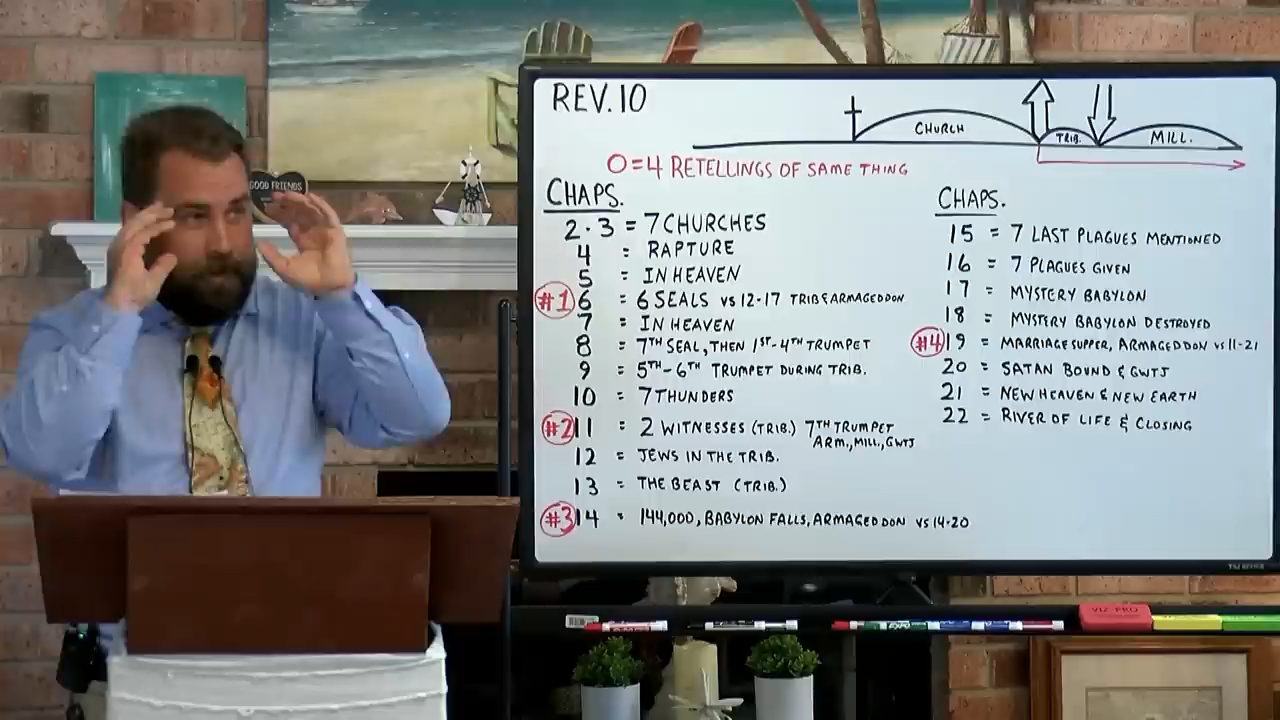 GOOD FRIENDS
REV. 10
CHURCH
TRIB.
MILL.
O=4 RETELLINGS OF SAME THING
CHAPS.
2·3 = 7 CHURCHES
4 = RAPTURE
5 = IN HEAVEN
#1 6 = 6 SEALS VS 12-17 TRIB & ARMAGEDDON
7 = IN HEAVEN
8 = 7TH SEAL, THEN 1ST-4TH TRUMPET
9 = 5TH-6TH TRUMPET DURING TRIB.
10 = 7 THUNDERS
#2 11 = 2 WITNESSES (TRIB.) 7TH TRUMPET
ARM., MILL, GWTJ
12 = JEWS IN THE TRIB.
13 = THE BEAST (TRIB.)
#3 14 = 144,000, BABYLON FALLS, ARMAGEDDON VS 14-20
CHAPS.
15 = 7 LAST PLAGUES MENTIONED
16 = 7 PLAGUES GIVEN
17 = MYSTERY BABYLON
18 = MYSTERY BABYLON DESTROYED
#4 19 = MARRIAGE SUPPER, ARMAGEDDON VS 11-21
20 = SATAN BOUND & GWTJ
21 = NEW HEAVEN & NEW EARTH
22 = RIVER OF LIFE & CLOSING
VIZ-PRO